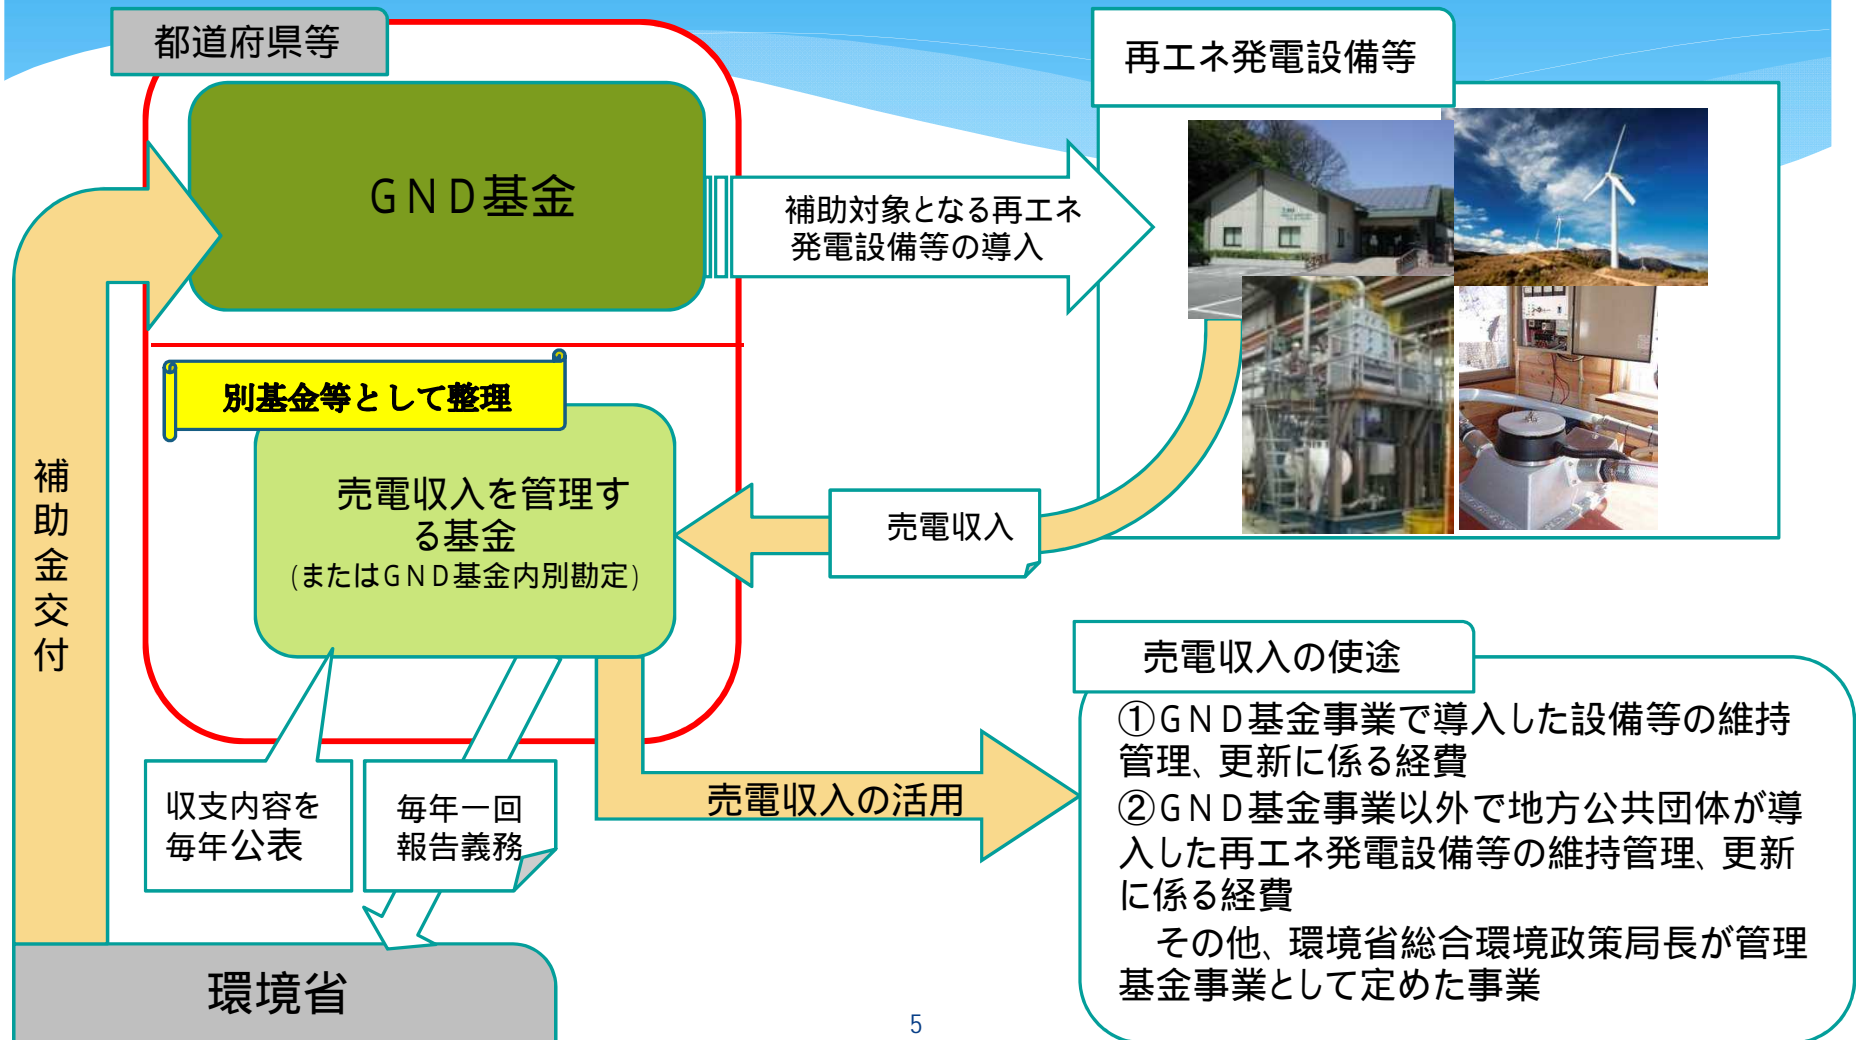 都道府県等
再エネ発電設備等
GND基金
補助対象となる再エネ
発電設備等の導入
別基金等として整理
売電収入を管理す
る基金
(またはGND基金内別勘定)
売電収入
補助金交付
売電収入の使途
①GND基金事業で導入した設備等の維持
管理、更新に係る経費
②GND基金事業以外で地方公共団体が導
入した再エネ発電設備等の維持管理、更新
に係る経費
その他、環境省総合環境政策局長が管理
基金事業として定めた事業
売電収入の活用
収支内容を
毎年公表
毎年一回
報告義務
環境省
5